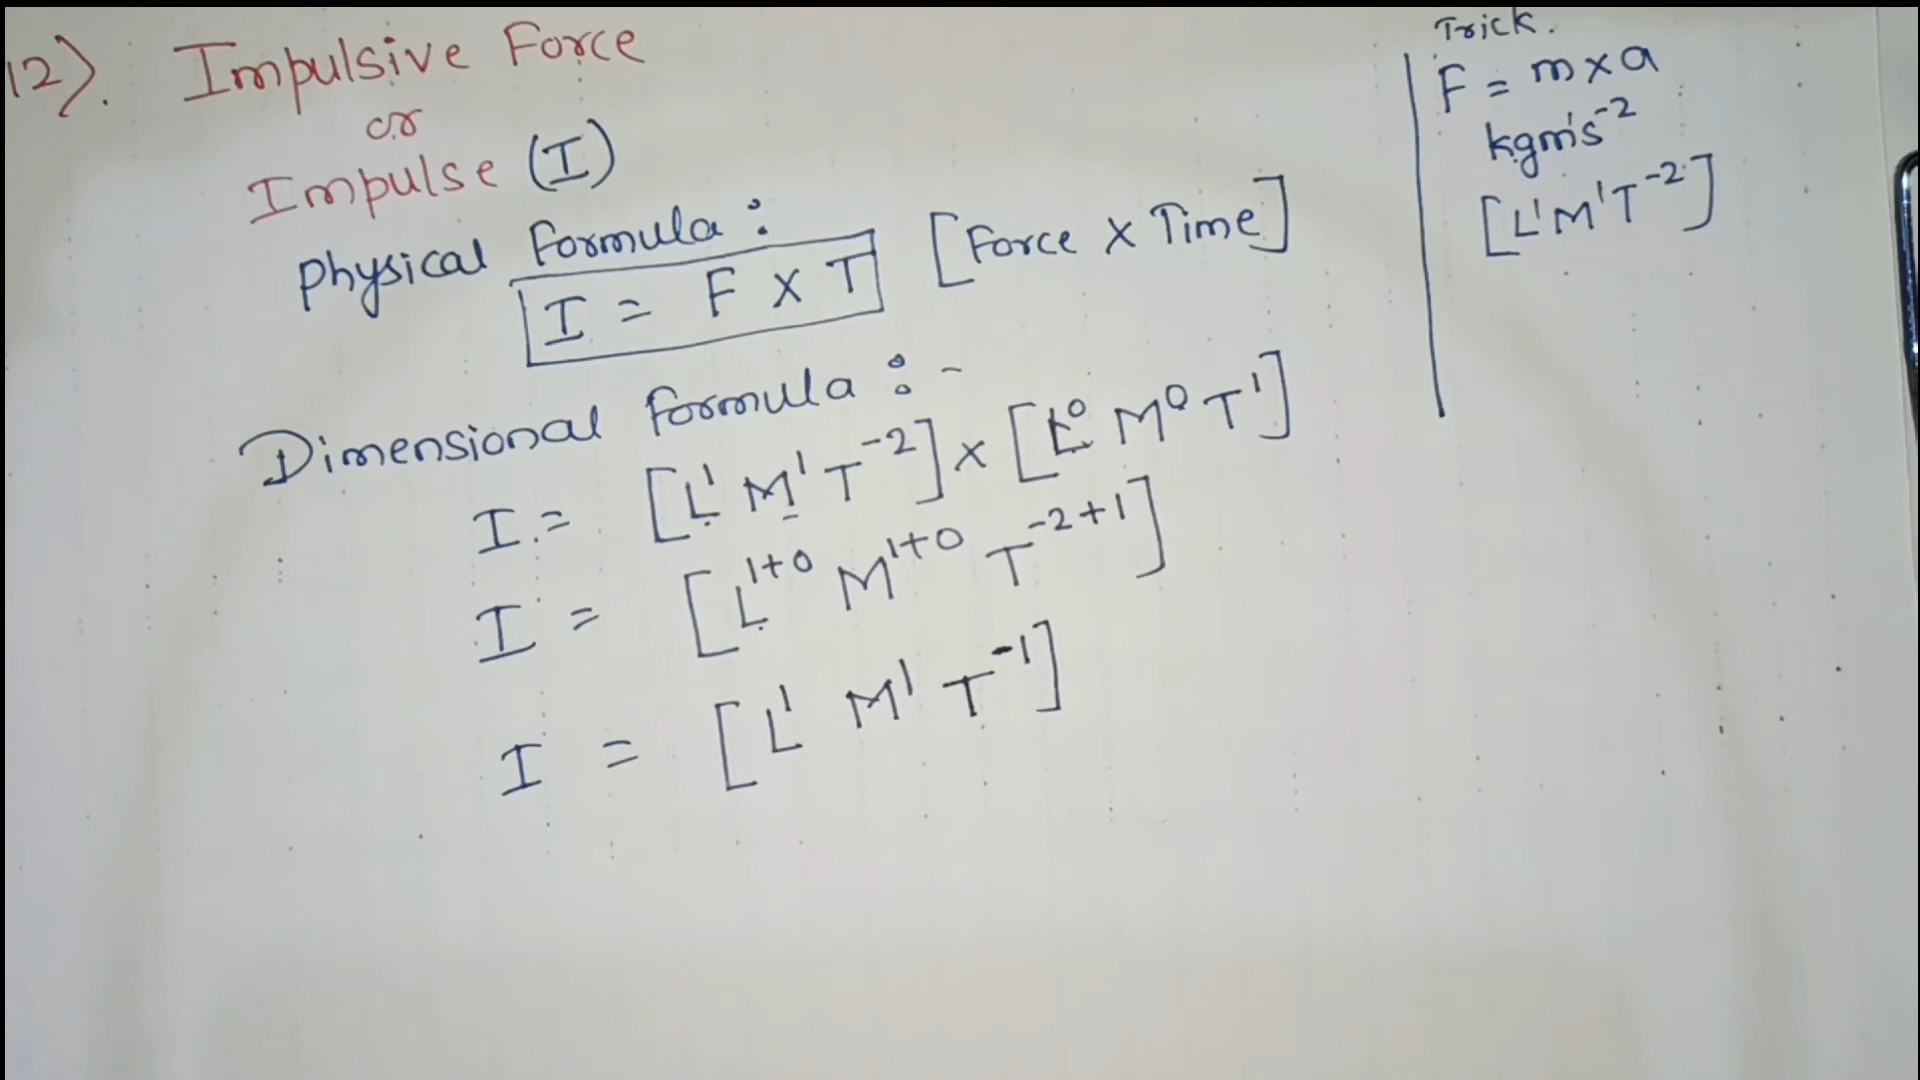 12). Impulsive Force
or
Impulse (I)
Physical Formula:
I = F × T [Force × Time]
Dimensional formula :-
I = [L¹ M¹ T⁻²] × [L⁰ M⁰ T¹]
I = [L¹⁺⁰ M¹⁺⁰ T⁻²⁺¹]
I = [L¹ M¹ T⁻¹]
Trick.
F = m × a
kgm¹s⁻²
[L¹M¹T⁻²]